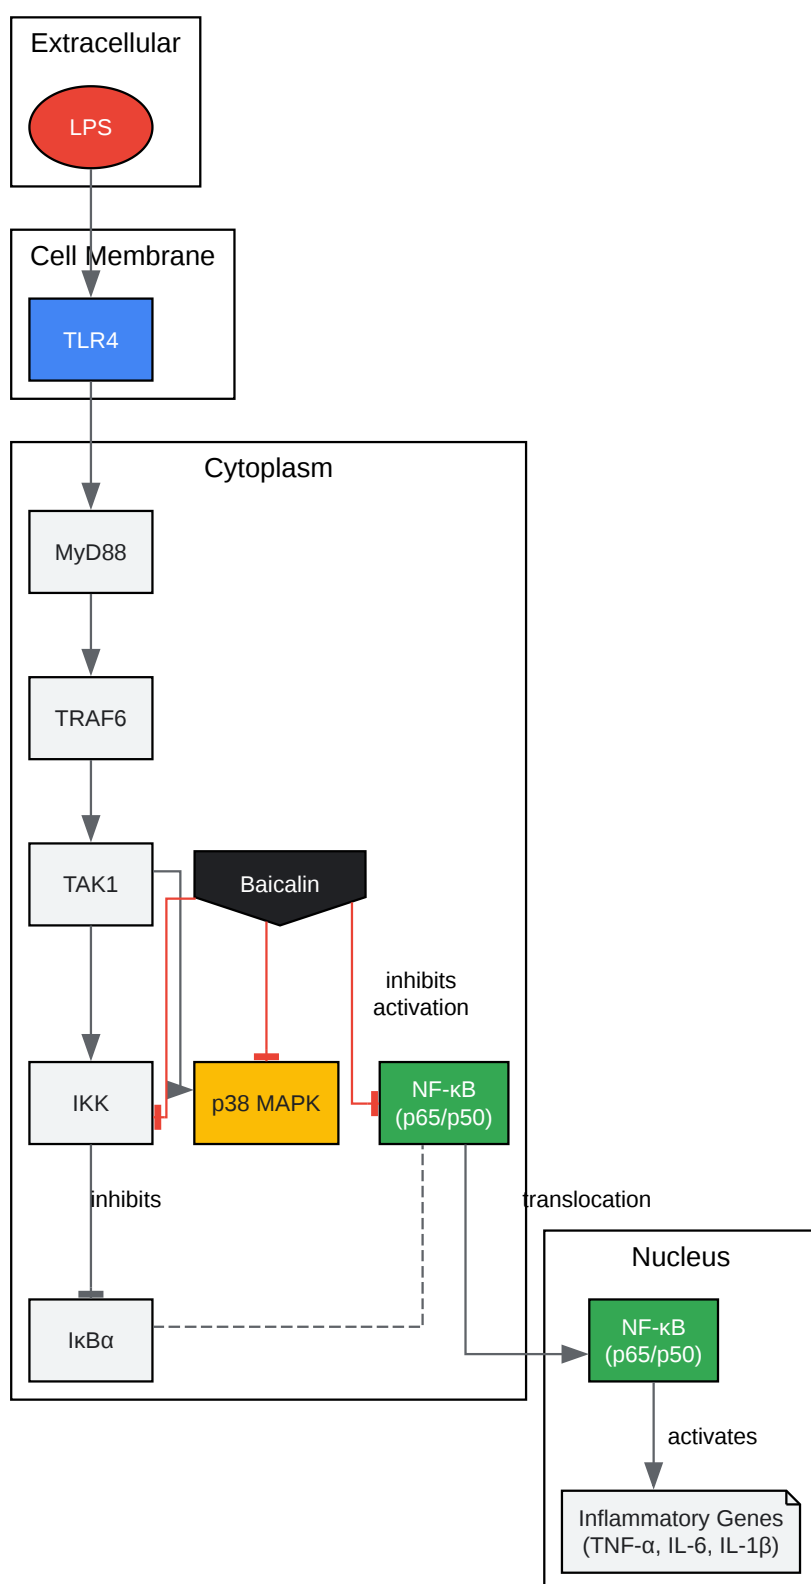 Extracellular
LPS
Cell Membrane
TLR4
Cytoplasm
MyD88
TRAF6
TAK1
Baicalin
inhibits
activation
IKK
p38 MAPK
NF-κB
(p65/p50)
inhibits
translocation
Nucleus
IκBα
NF-κB
(p65/p50)
activates
Inflammatory Genes
(TNF-α, IL-6, IL-1β)